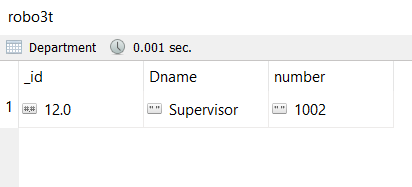 robo3t
Department 0.001 sec.
_id Dname number
1 12.0 Supervisor 1002